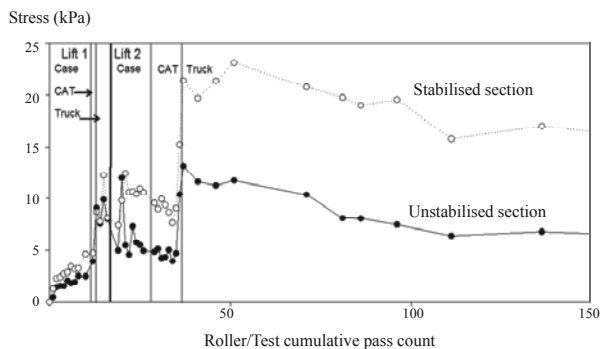 Stress (kPa)
25
20
15
10
5
0
Lift 1
Case
CAT
Truck
Lift 2
Case
CAT
Truck
Stabilised section
Unstabilised section
50
100
150
Roller/Test cumulative pass count